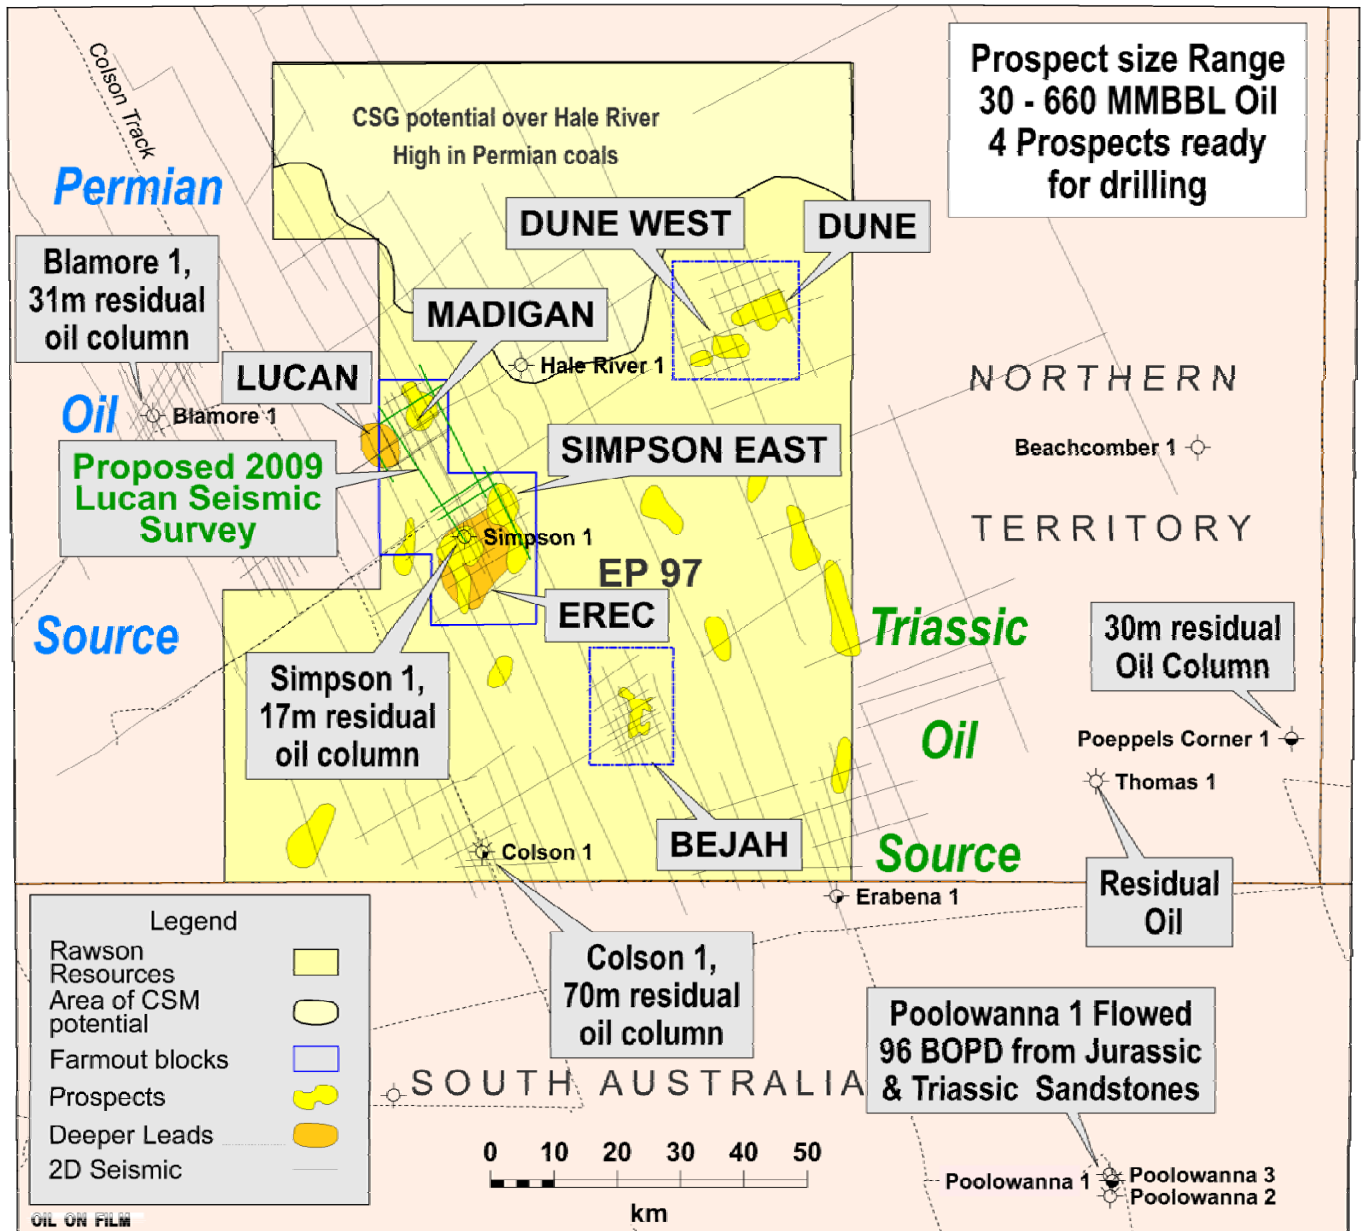 Colson Track
CSG potential over Hale River
High in Permian coals
Prospect size Range
30 - 660 MMBBL Oil
4 Prospects ready
for drilling
Permian
Oil
Source
Blamore 1,
31m residual
oil column
Blamore 1
DUNE WEST
DUNE
MADIGAN
LUCAN
Hale River 1
Proposed 2009
Lucan Seismic
Survey
SIMPSON EAST
Simpson 1
EP 97
EREC
Simpson 1,
17m residual
oil column
BEJAH
Colson 1
NORTHERN
Beachcomber 1
TERRITORY
Triassic
Oil
Source
30m residual
Oil Column
Poeppels Corner 1
Thomas 1
Residual
Oil
Erabena 1
Colson 1,
70m residual
oil column
Poolowanna 1 Flowed
96 BOPD from Jurassic
& Triassic Sandstones
SOUTH AUSTRALIA
Legend
Rawson
Resources
Area of CSM
potential
Farmout blocks
Prospects
Deeper Leads
2D Seismic
0 10 20 30 40 50
km
Poolowanna 1
Poolowanna 3
Poolowanna 2
OIL ON FILM